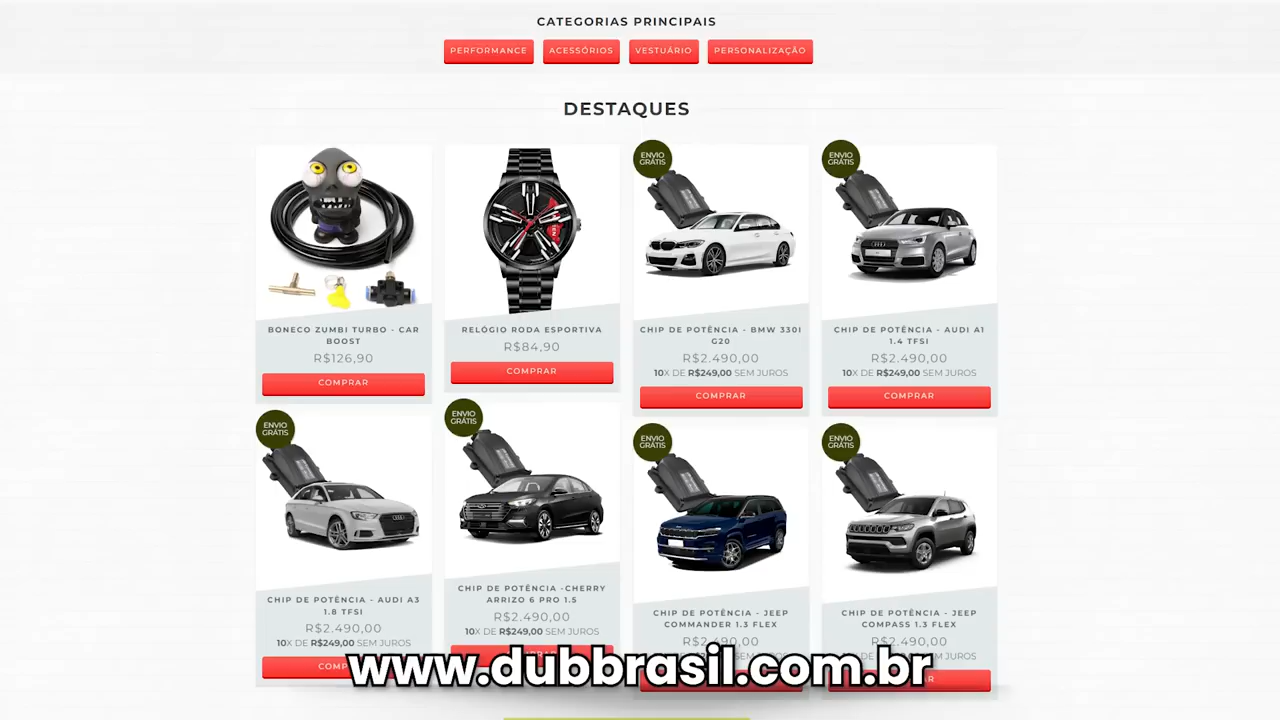 CATEGORIAS PRINCIPAIS
PERFORMANCE
ACESSÓRIOS
VESTUÁRIO
PERSONALIZAÇÃO
DESTAQUES
BONECO ZUMBI TURBO - CAR
BOOST
R$126,90
COMPRAR
RELÓGIO RODA ESPORTIVA
R$84,90
COMPRAR
ENVIO
GRÁTIS
CHIP DE POTÊNCIA - BMW 330I
G20
R$2.490,00
10X DE R$249,00 SEM JUROS
COMPRAR
ENVIO
GRÁTIS
CHIP DE POTÊNCIA - AUDI A1
1.4 TFSI
R$2.490,00
10X DE R$249,00 SEM JUROS
COMPRAR
ENVIO
GRÁTIS
CHIP DE POTÊNCIA - AUDI A3
1.8 TFSI
R$2.490,00
10X DE R$249,00 SEM JUROS
ENVIO
GRÁTIS
CHIP DE POTÊNCIA -CHERRY
ARRIZO 6 PRO 1.5
R$2.490,00
10X DE R$249,00 SEM JUROS
ENVIO
GRÁTIS
CHIP DE POTÊNCIA - JEEP
COMMANDER 1.3 FLEX
R$2.490,00
ENVIO
GRÁTIS
CHIP DE POTÊNCIA - JEEP
COMPASS 1.3 FLEX
R$2.490,00
www.dubbrasil.com.br